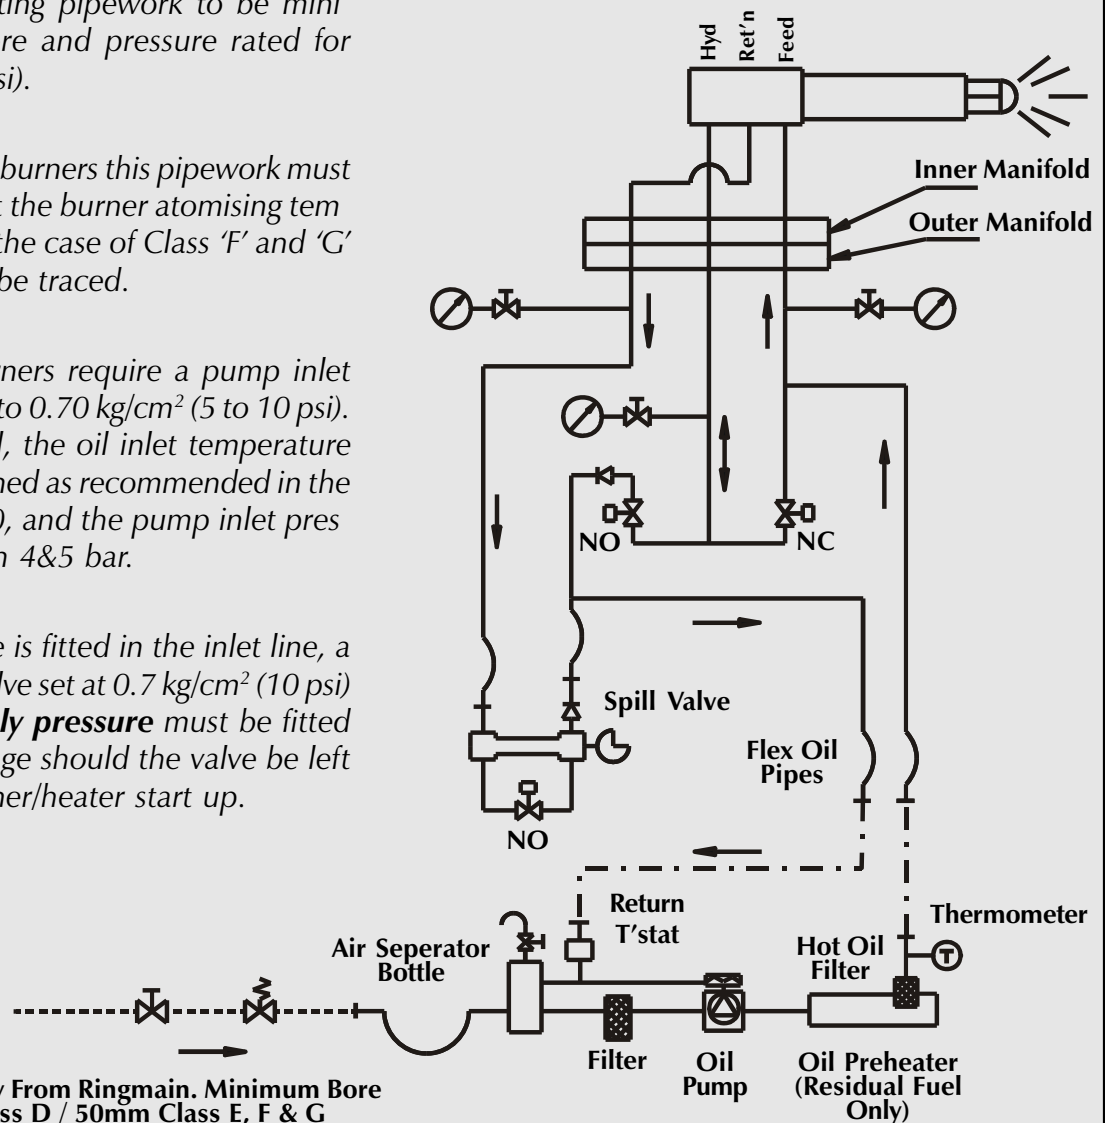 ting pipework to be mini
re and pressure rated for
si).
burners this pipework must
t the burner atomising tem
the case of Class ‘F’ and ‘G’
be traced.
rners require a pump inlet
to 0.70 kg/cm² (5 to 10 psi).
d, the oil inlet temperature
ned as recommended in the
0, and the pump inlet pres
n 4&5 bar.
e is fitted in the inlet line, a
lve set at 0.7 kg/cm² (10 psi)
ly pressure must be fitted
ge should the valve be left
ner/heater start up.
Hyd
Ret'n
Feed
Inner Manifold
Outer Manifold
NO
NC
Spill Valve
Flex Oil
Pipes
NO
Return
T'stat
Thermometer
T
Air Seperator
Bottle
Hot Oil
Filter
Filter
Oil
Pump
Oil Preheater
(Residual Fuel
Only)
y From Ringmain. Minimum Bore
ss D / 50mm Class E, F & G